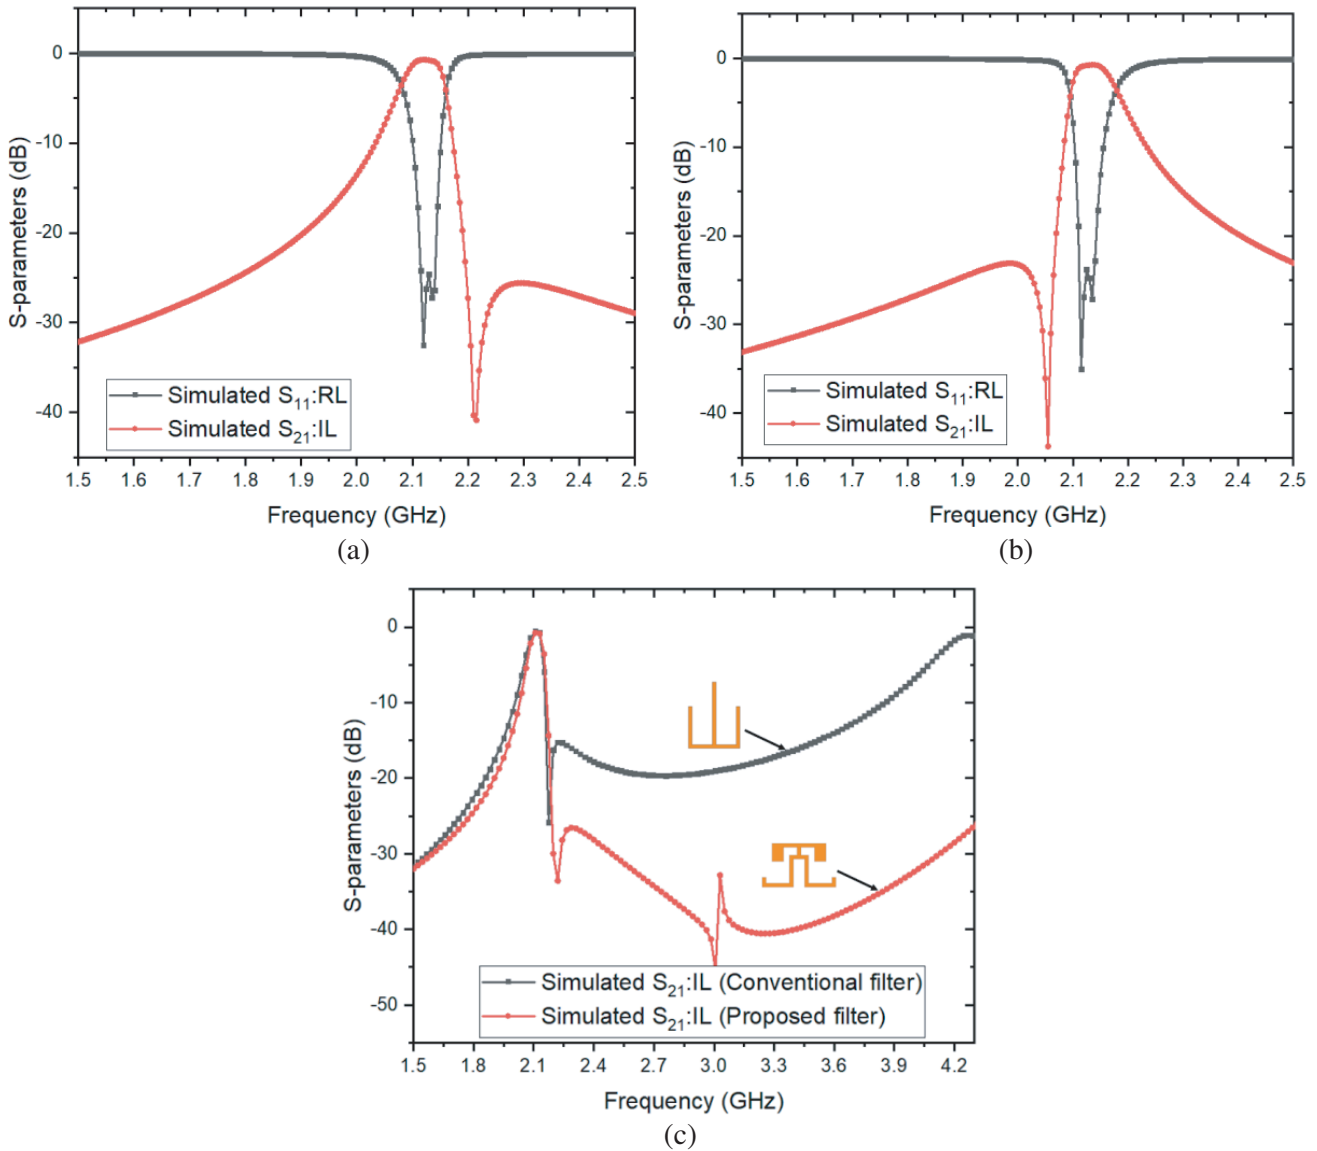 0
-10
-20
-30
-40
S-parameters (dB)
Simulated S11:RL
Simulated S21:IL
1.5 1.6 1.7 1.8 1.9 2.0 2.1 2.2 2.3 2.4 2.5
Frequency (GHz)
(a)
0
-10
-20
-30
-40
S-parameters (dB)
Simulated S11:RL
Simulated S21:IL
1.5 1.6 1.7 1.8 1.9 2.0 2.1 2.2 2.3 2.4 2.5
Frequency (GHz)
(b)
0
-10
-20
-30
-40
-50
S-parameters (dB)
Simulated S21:IL (Conventional filter)
Simulated S21:IL (Proposed filter)
1.5 1.8 2.1 2.4 2.7 3.0 3.3 3.6 3.9 4.2
Frequency (GHz)
(c)